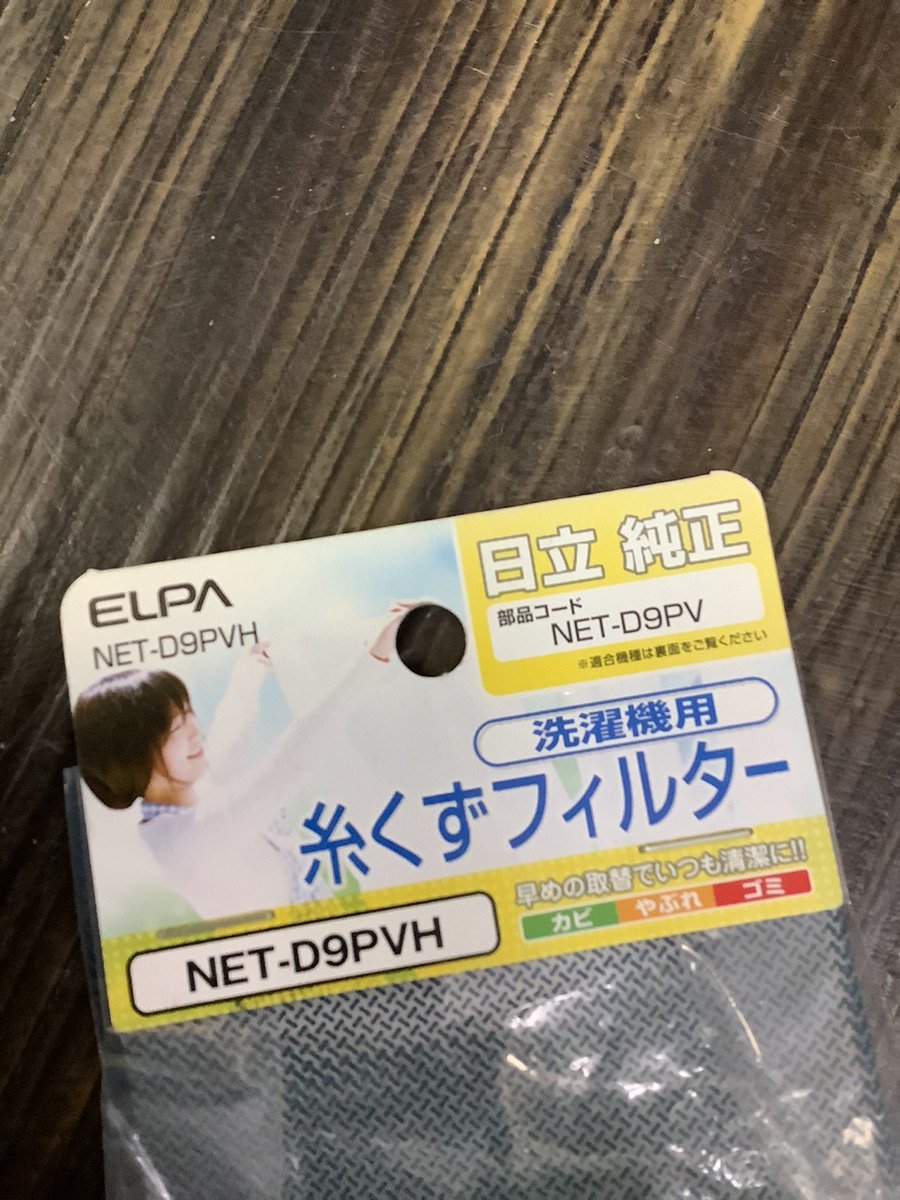 ELPA
NET-D9PVH
日立 純正
部品コード
NET-D9PV
※適合機種は裏面をご覧ください
洗濯機用
糸くずフィルター
早めの取替でいつも清潔に!!
カビ やぶれ ゴミ
NET-D9PVH